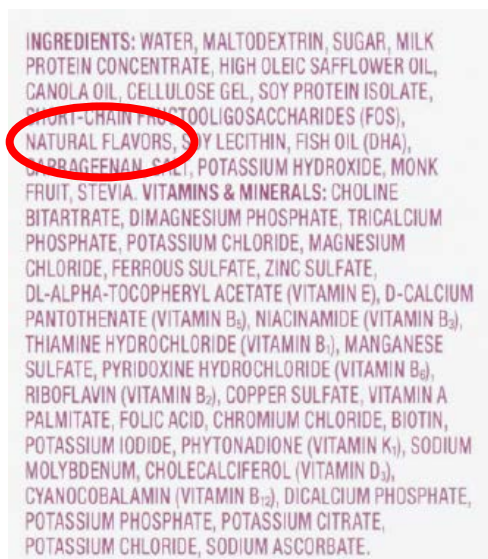 INGREDIENTS: WATER, MALTODEXTRIN, SUGAR, MILK
PROTEIN CONCENTRATE, HIGH OLEIC SAFFLOWER OIL,
CANOLA OIL, CELLULOSE GEL, SOY PROTEIN ISOLATE,
SHORT-CHAIN FRUCTOOLIGOSACCHARIDES (FOS),
NATURAL FLAVORS, SOY LECITHIN, FISH OIL (DHA),
CARRAGEENAN, SALT, POTASSIUM HYDROXIDE, MONK
FRUIT, STEVIA. VITAMINS & MINERALS: CHOLINE
BITARTRATE, DIMAGNESIUM PHOSPHATE, TRICALCIUM
PHOSPHATE, POTASSIUM CHLORIDE, MAGNESIUM
CHLORIDE, FERROUS SULFATE, ZINC SULFATE,
DL-ALPHA-TOCOPHERYL ACETATE (VITAMIN E), D-CALCIUM
PANTOTHENATE (VITAMIN B₅), NIACINAMIDE (VITAMIN B₃),
THIAMINE HYDROCHLORIDE (VITAMIN B₁), MANGANESE
SULFATE, PYRIDOXINE HYDROCHLORIDE (VITAMIN B₆),
RIBOFLAVIN (VITAMIN B₂), COPPER SULFATE, VITAMIN A
PALMITATE, FOLIC ACID, CHROMIUM CHLORIDE, BIOTIN,
POTASSIUM IODIDE, PHYTONADIONE (VITAMIN K₁), SODIUM
MOLYBDENUM, CHOLECALCIFEROL (VITAMIN D₃),
CYANOCOBALAMIN (VITAMIN B₁₂), DICALCIUM PHOSPHATE,
POTASSIUM PHOSPHATE, POTASSIUM CITRATE,
POTASSIUM CHLORIDE, SODIUM ASCORBATE.